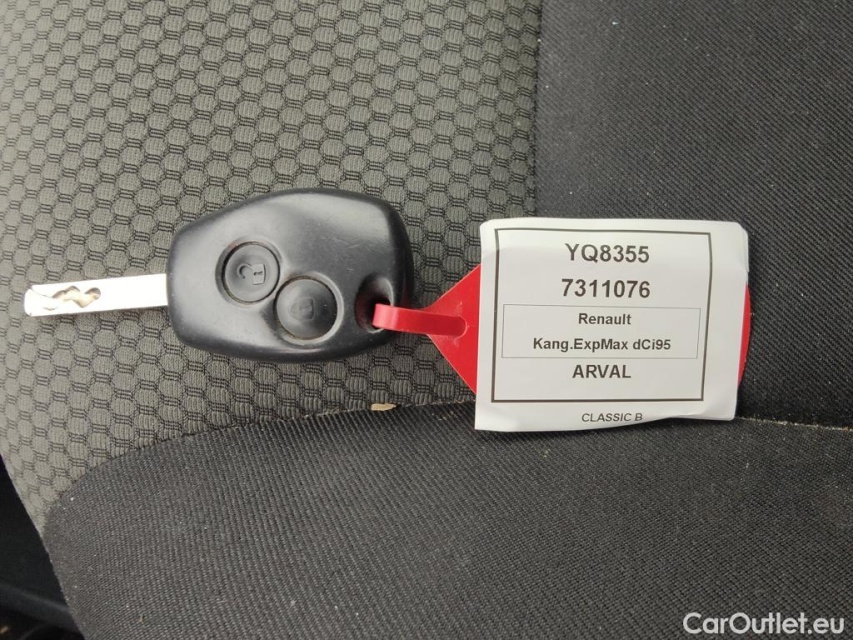 YQ8355
7311076
Renault
Kang.ExpMax dCi95
ARVAL
CLASSIC B
CarOutlet.eu